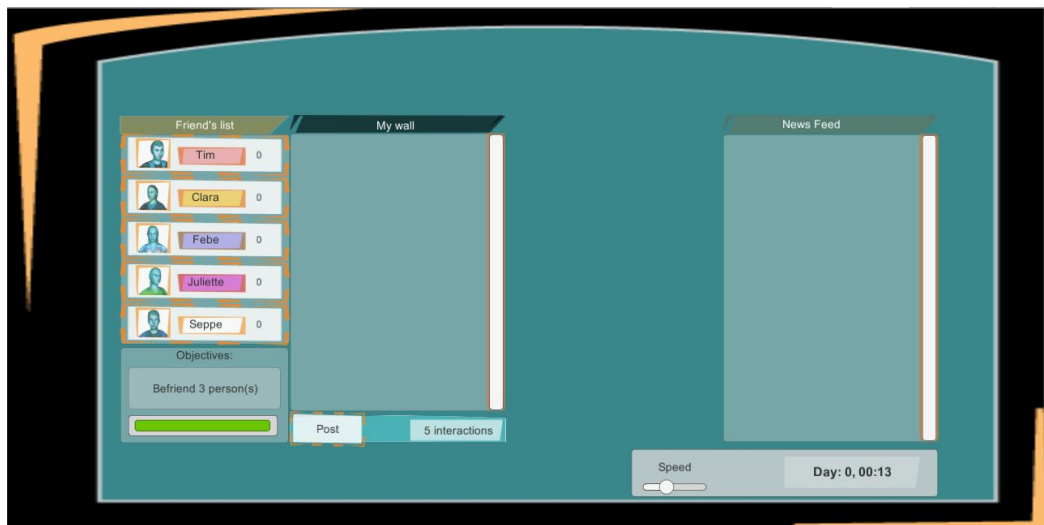 Friend's list
Tim 0
Clara 0
Febe 0
Juliette 0
Seppe 0
Objectives:
Befriend 3 person(s)
My wall
Post
5 interactions
News Feed
Speed
Day: 0, 00:13